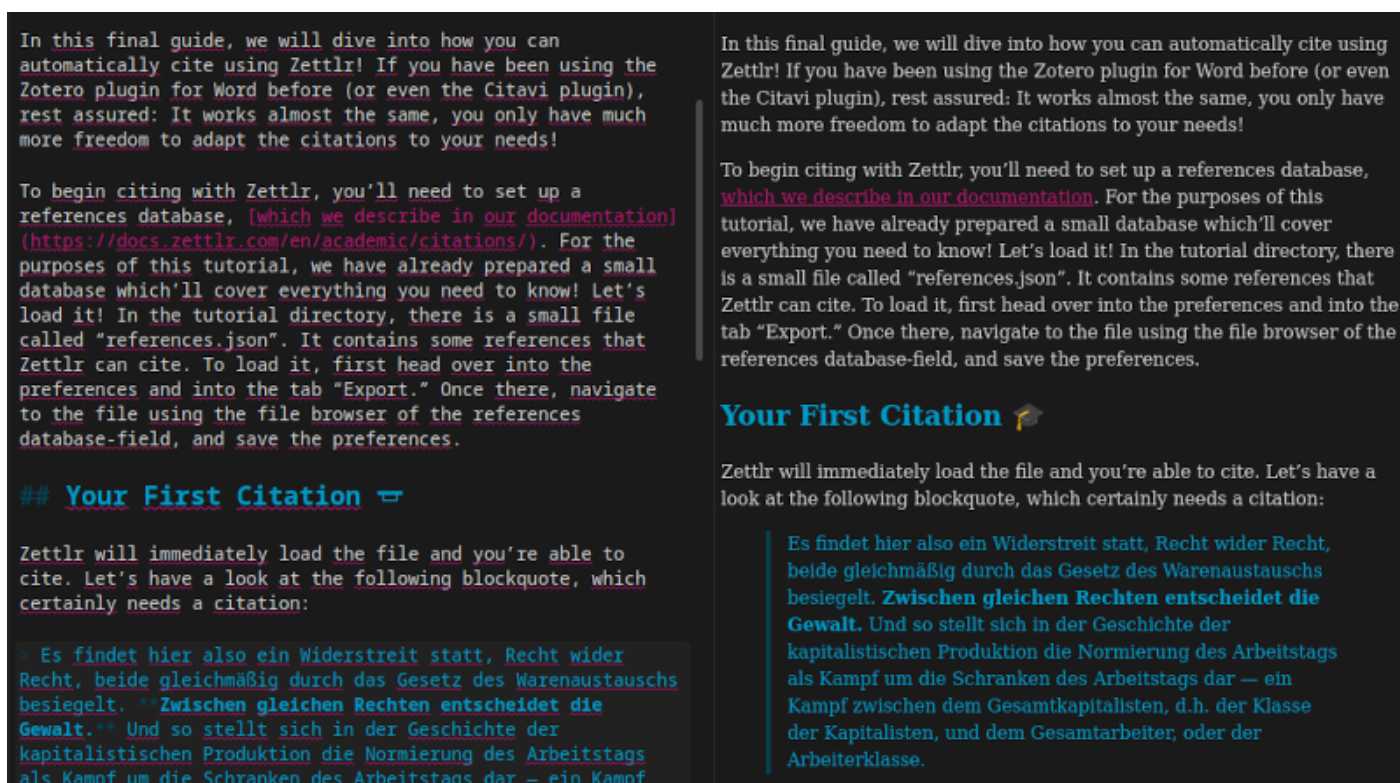 In this final guide, we will dive into how you can
automatically cite using Zettlr! If you have been using the
Zotero plugin for Word before (or even the Citavi plugin),
rest assured: It works almost the same, you only have much
more freedom to adapt the citations to your needs!
To begin citing with Zettlr, you’ll need to set up a
references database, [which we describe in our documentation]
(https://docs.zettlr.com/en/academic/citations/). For the
purposes of this tutorial, we have already prepared a small
database which’ll cover everything you need to know! Let’s
load it! In the tutorial directory, there is a small file
called “references.json”. It contains some references that
Zettlr can cite. To load it, first head over into the
preferences and into the tab “Export.” Once there, navigate
to the file using the file browser of the references
database-field, and save the preferences.
## Your First Citation 🎓
Zettlr will immediately load the file and you’re able to
cite. Let’s have a look at the following blockquote, which
certainly needs a citation:
> Es findet hier also ein Widerstreit statt, Recht wider
Recht, beide gleichmäßig durch das Gesetz des Warenaustauschs
besiegelt. **Zwischen gleichen Rechten entscheidet die
Gewalt.** Und so stellt sich in der Geschichte der
kapitalistischen Produktion die Normierung des Arbeitstags
als Kampf um die Schranken des Arbeitstags dar — ein Kampf
In this final guide, we will dive into how you can automatically cite using
Zettlr! If you have been using the Zotero plugin for Word before (or even
the Citavi plugin), rest assured: It works almost the same, you only have
much more freedom to adapt the citations to your needs!
To begin citing with Zettlr, you’ll need to set up a references database,
which we describe in our documentation. For the purposes of this
tutorial, we have already prepared a small database which’ll cover
everything you need to know! Let’s load it! In the tutorial directory, there
is a small file called “references.json”. It contains some references that
Zettlr can cite. To load it, first head over into the preferences and into the
tab “Export.” Once there, navigate to the file using the file browser of the
references database-field, and save the preferences.
Your First Citation 🎓
Zettlr will immediately load the file and you’re able to cite. Let’s have a
look at the following blockquote, which certainly needs a citation:
Es findet hier also ein Widerstreit statt, Recht wider Recht,
beide gleichmäßig durch das Gesetz des Warenaustauschs
besiegelt. Zwischen gleichen Rechten entscheidet die
Gewalt. Und so stellt sich in der Geschichte der
kapitalistischen Produktion die Normierung des Arbeitstags
als Kampf um die Schranken des Arbeitstags dar — ein
Kampf zwischen dem Gesamtkapitalisten, d.h. der Klasse
der Kapitalisten, und dem Gesamtarbeiter, oder der
Arbeiterklasse.